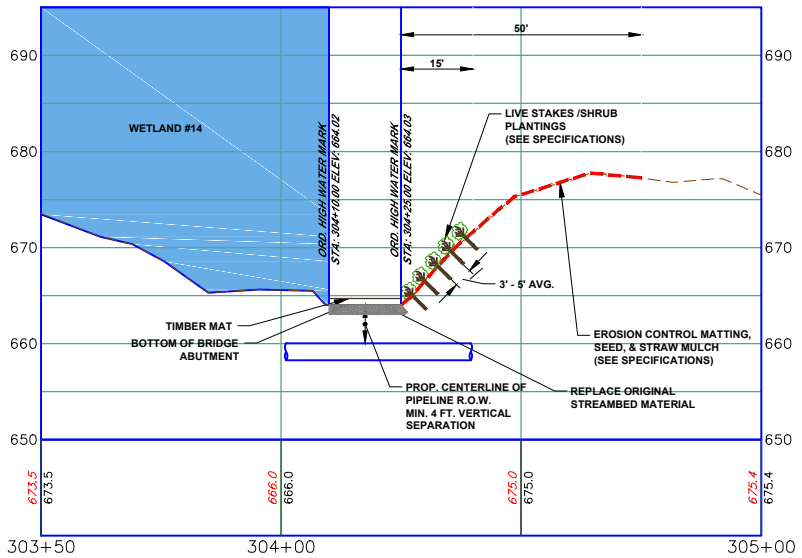 50'
15'
690
690
LIVE STAKES /SHRUB
PLANTINGS
(SEE SPECIFICATIONS)
WETLAND #14
ORD. HIGH WATER MARK
STA: 304+10.00 ELEV: 664.02
ORD. HIGH WATER MARK
STA: 304+25.00 ELEV: 664.03
680
680
670
670
3' - 5' AVG.
TIMBER MAT
BOTTOM OF BRIDGE
ABUTMENT
EROSION CONTROL MATTING,
SEED, & STRAW MULCH
(SEE SPECIFICATIONS)
660
660
PROP. CENTERLINE OF
PIPELINE R.O.W.
MIN. 4 FT. VERTICAL
SEPARATION
REPLACE ORIGINAL
STREAMBED MATERIAL
650
650
673.5
673.5
666.0
666.0
675.0
675.0
675.4
675.4
303+50
304+00
305+00